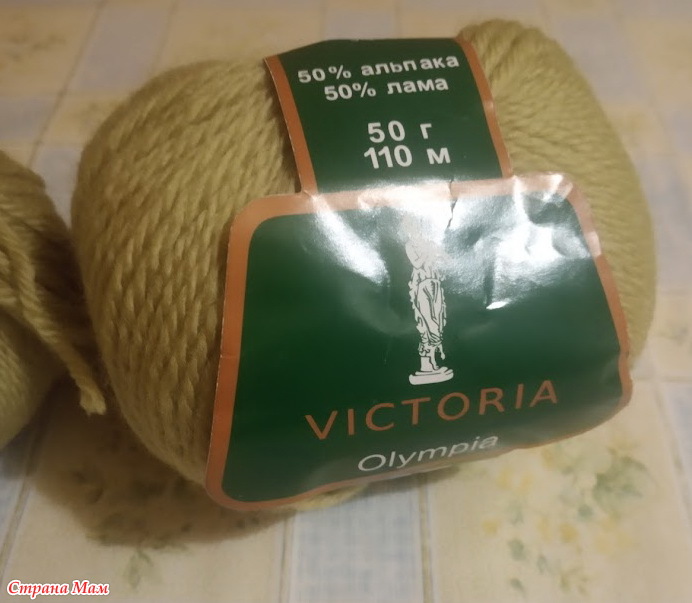 50% альпака
50% лама
50 г
110 м
VICTORIA
Olympia
Страна Мам